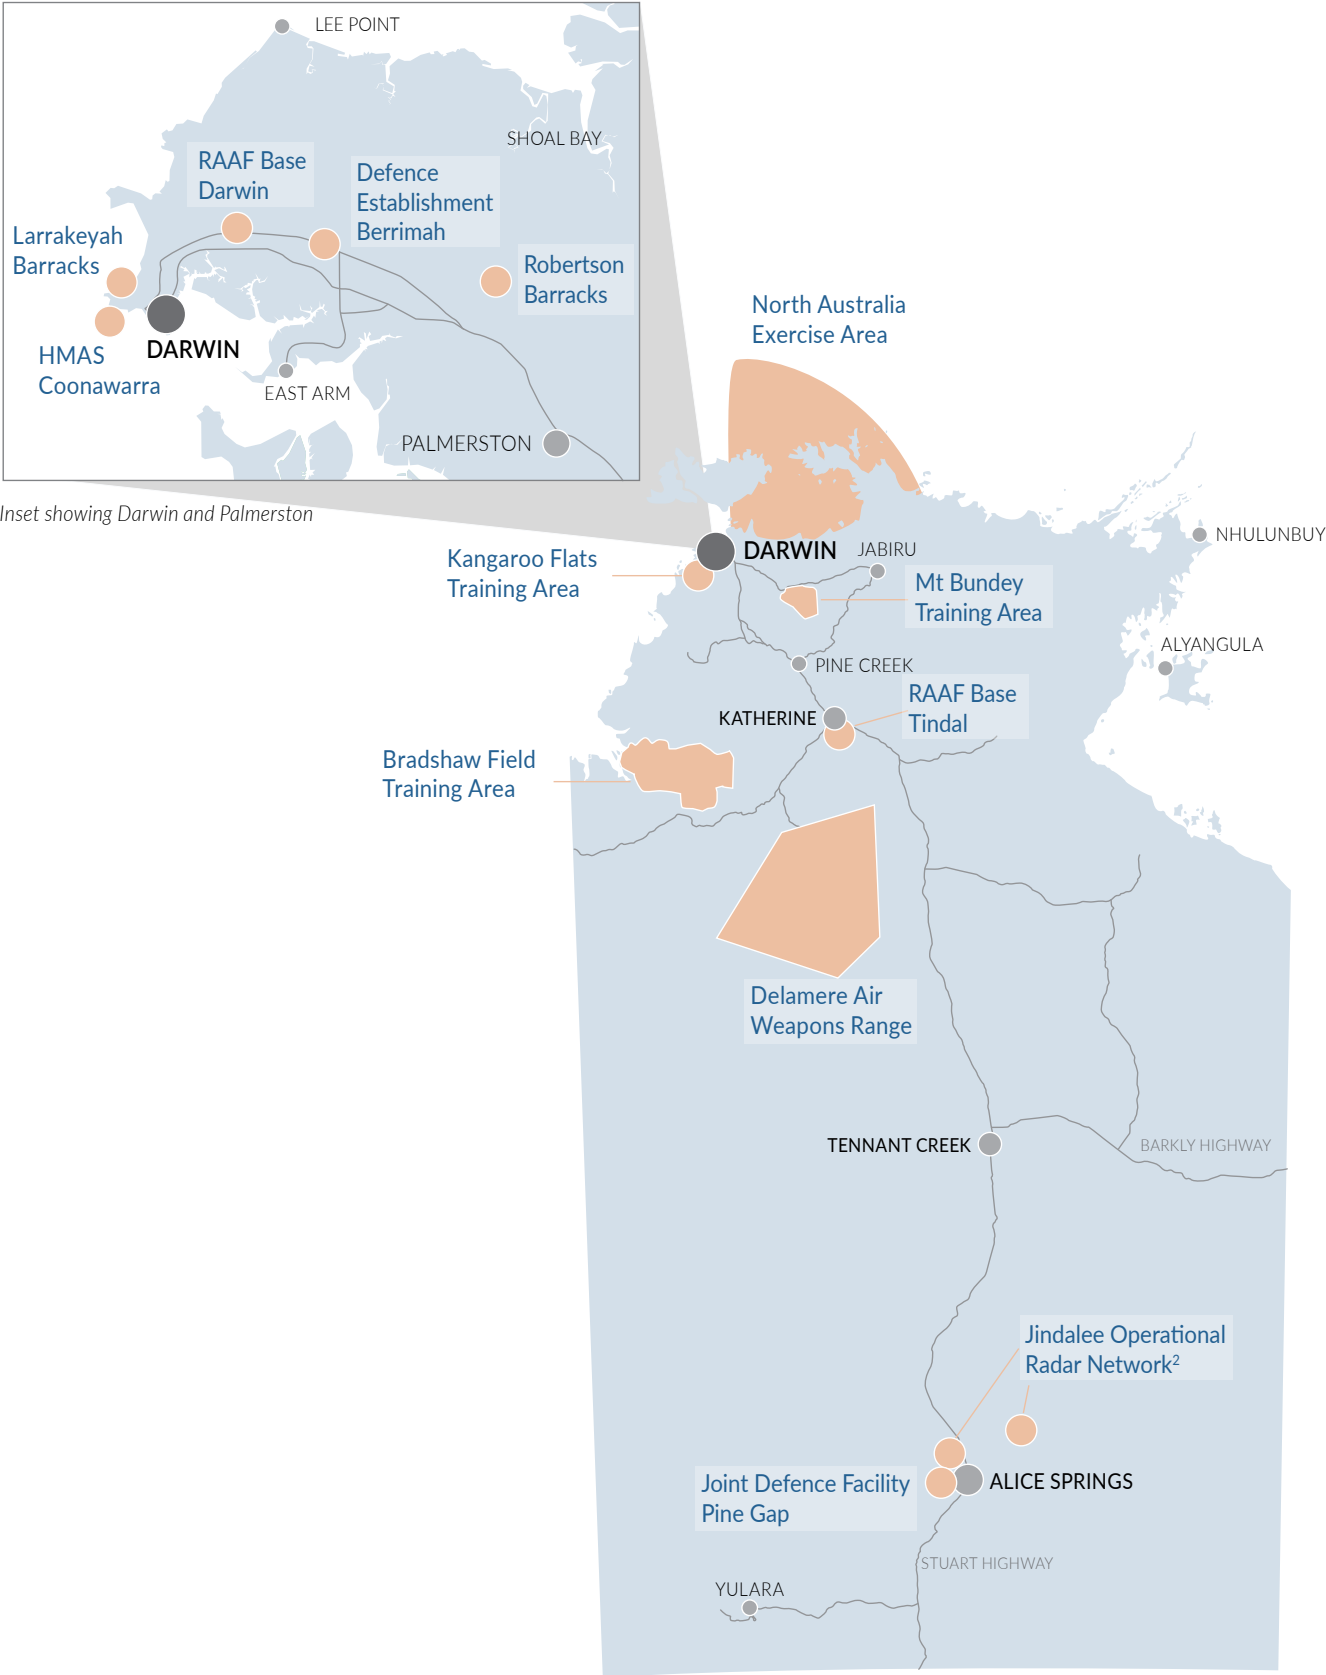 LEE POINT
SHOAL BAY
RAAF Base
Darwin
Defence
Establishment
Berrimah
Larrakeyah
Barracks
Robertson
Barracks
HMAS
Coonawarra
DARWIN
EAST ARM
PALMERSTON
Inset showing Darwin and Palmerston
North Australia
Exercise Area
NHULUNBUY
DARWIN
JABIRU
Kangaroo Flats
Training Area
Mt Bundey
Training Area
ALYANGULA
PINE CREEK
RAAF Base
Tindal
KATHERINE
Bradshaw Field
Training Area
Delamere Air
Weapons Range
TENNANT CREEK
BARKLY HIGHWAY
Jindalee Operational
Radar Network²
Joint Defence Facility
Pine Gap
ALICE SPRINGS
STUART HIGHWAY
YULARA